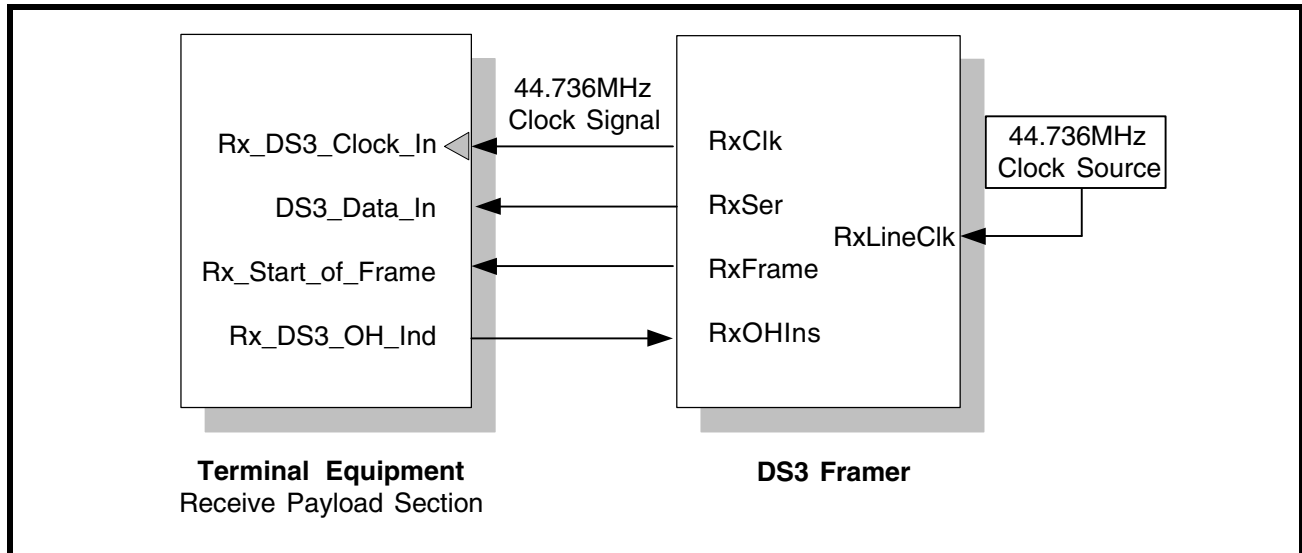 44.736MHz
Clock Signal
Rx_DS3_Clock_In
DS3_Data_In
Rx_Start_of_Frame
Rx_DS3_OH_Ind
RxClk
RxSer
RxLineClk
RxFrame
RxOHIns
44.736MHz
Clock Source
Terminal Equipment
Receive Payload Section
DS3 Framer